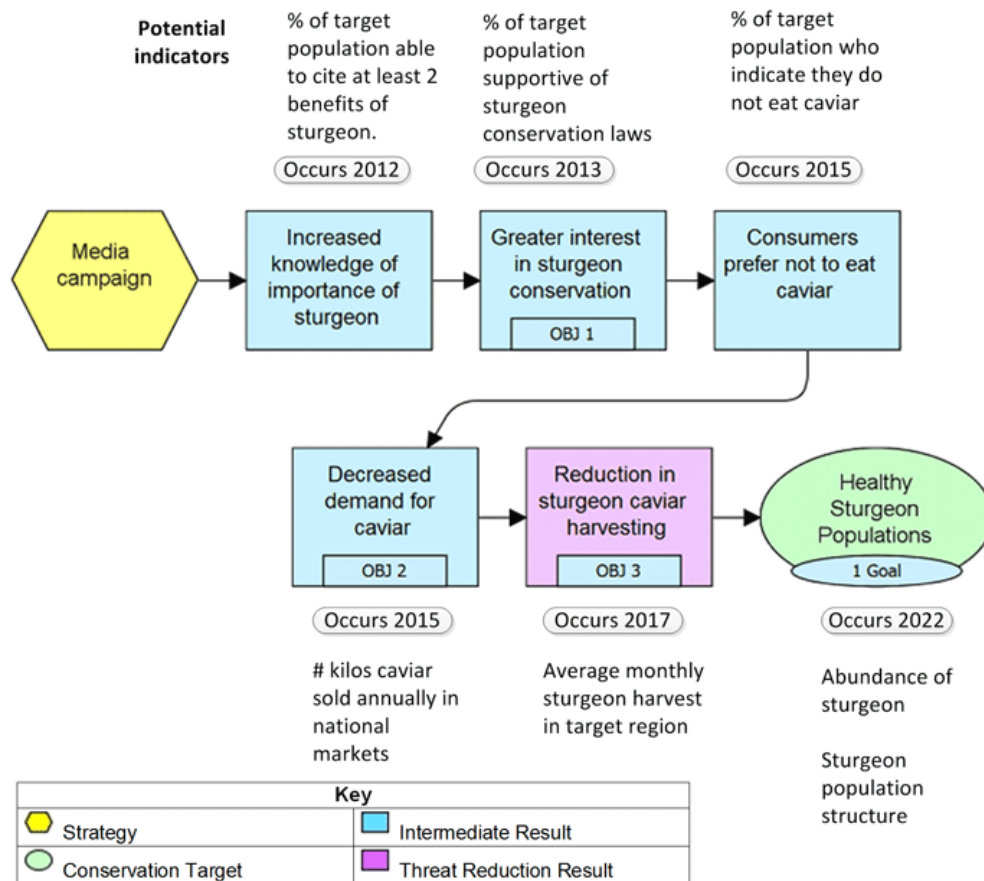 Potential
indicators
% of target
population able
to cite at least 2
benefits of
sturgeon.
% of target
population
supportive of
sturgeon
conservation laws
% of target
population who
indicate they do
not eat caviar
Occurs 2012
Occurs 2013
Occurs 2015
Media
campaign
Increased
knowledge of
importance of
sturgeon
Greater interest
in sturgeon
conservation
OBJ 1
Consumers
prefer not to eat
caviar
Decreased
demand for
caviar
OBJ 2
Reduction in
sturgeon caviar
harvesting
OBJ 3
Healthy
Sturgeon
Populations
1 Goal
Occurs 2015
Occurs 2017
Occurs 2022
# kilos caviar
sold annually in
national
markets
Average monthly
sturgeon harvest
in target region
Abundance of
sturgeon
Sturgeon
population
structure
Key
Strategy
Intermediate Result
Conservation Target
Threat Reduction Result